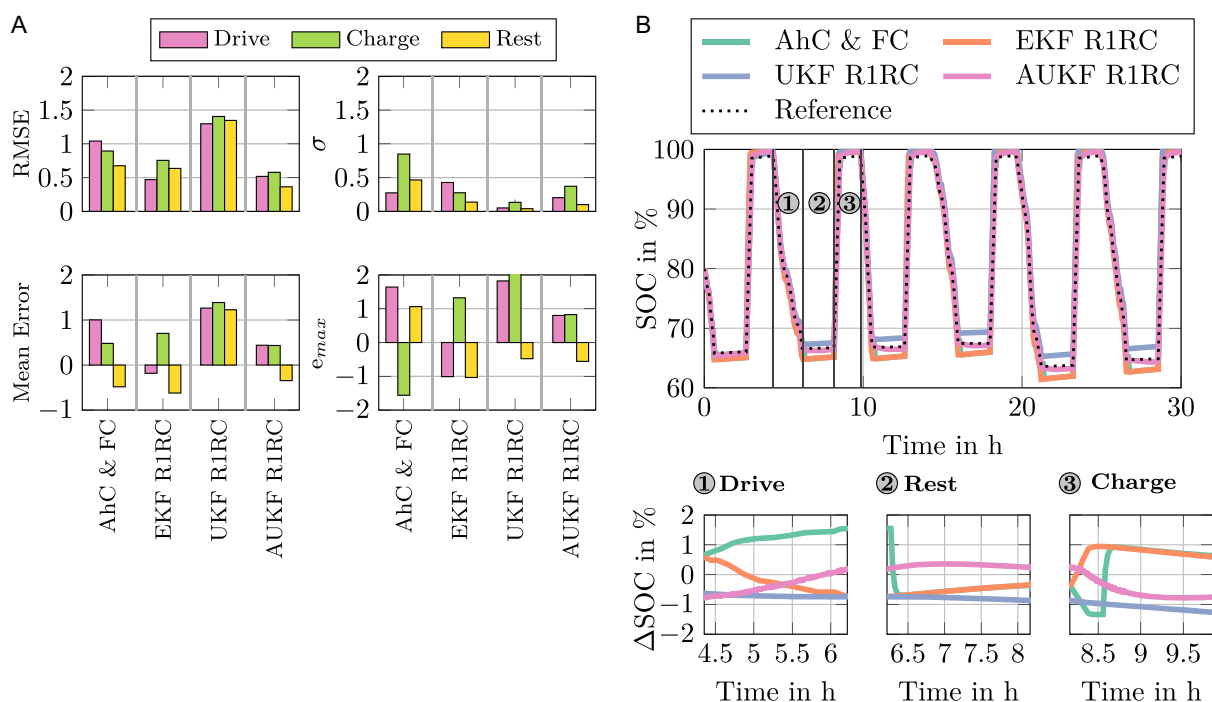 A
Drive Charge Rest
RMSE
2
1.5
1
0.5
0
σ
2
1.5
1
0.5
0
Mean Error
2
1
0
−1
e_max
2
1
0
−1
−2
AhC & FC
EKF R1RC
UKF R1RC
AUKF R1RC
AhC & FC
EKF R1RC
UKF R1RC
AUKF R1RC
B
AhC & FC EKF R1RC
UKF R1RC AUKF R1RC
Reference
SOC in %
100
90
80
70
60
1 2 3
0 10 20 30
Time in h
1 Drive 2 Rest 3 Charge
ΔSOC in %
2
1
0
−1
−2
4.5 5 5.5 6
6.5 7 7.5 8
8.5 9 9.5
Time in h Time in h Time in h